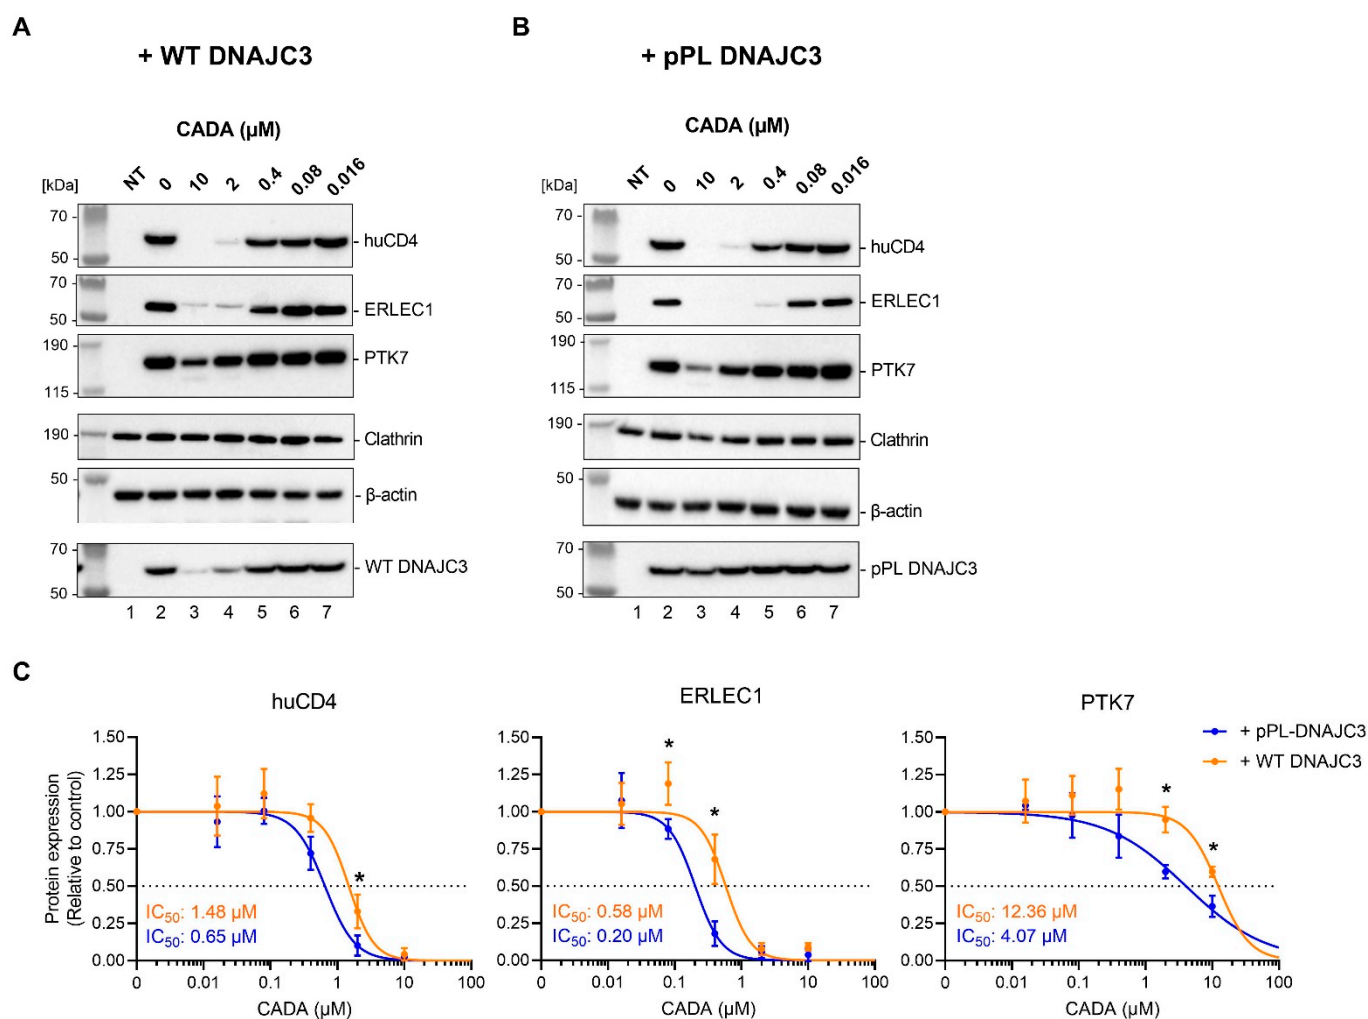 A
+ WT DNAJC3
CADA (µM)
[kDa] NT 0 10 2 0.4 0.08 0.016
70
50
huCD4
70
50
ERLEC1
190
115
PTK7
190
Clathrin
50
β-actin
70
50
WT DNAJC3
1 2 3 4 5 6 7
B
+ pPL DNAJC3
CADA (µM)
[kDa] NT 0 10 2 0.4 0.08 0.016
70
50
huCD4
70
50
ERLEC1
190
115
PTK7
190
Clathrin
50
β-actin
70
50
pPL DNAJC3
1 2 3 4 5 6 7
C
huCD4
Protein expression
(Relative to control)
1.50
1.25
1.00
0.75
0.50
0.25
0.00
*
IC50: 1.48 µM
IC50: 0.65 µM
0 0.01 0.1 1 10 100
CADA (µM)
ERLEC1
1.50
1.25
1.00
0.75
0.50
0.25
0.00
*
*
IC50: 0.58 µM
IC50: 0.20 µM
0 0.01 0.1 1 10 100
CADA (µM)
PTK7
1.50
1.25
1.00
0.75
0.50
0.25
0.00
*
*
IC50: 12.36 µM
IC50: 4.07 µM
0 0.01 0.1 1 10 100
CADA (µM)
+ pPL-DNAJC3
+ WT DNAJC3